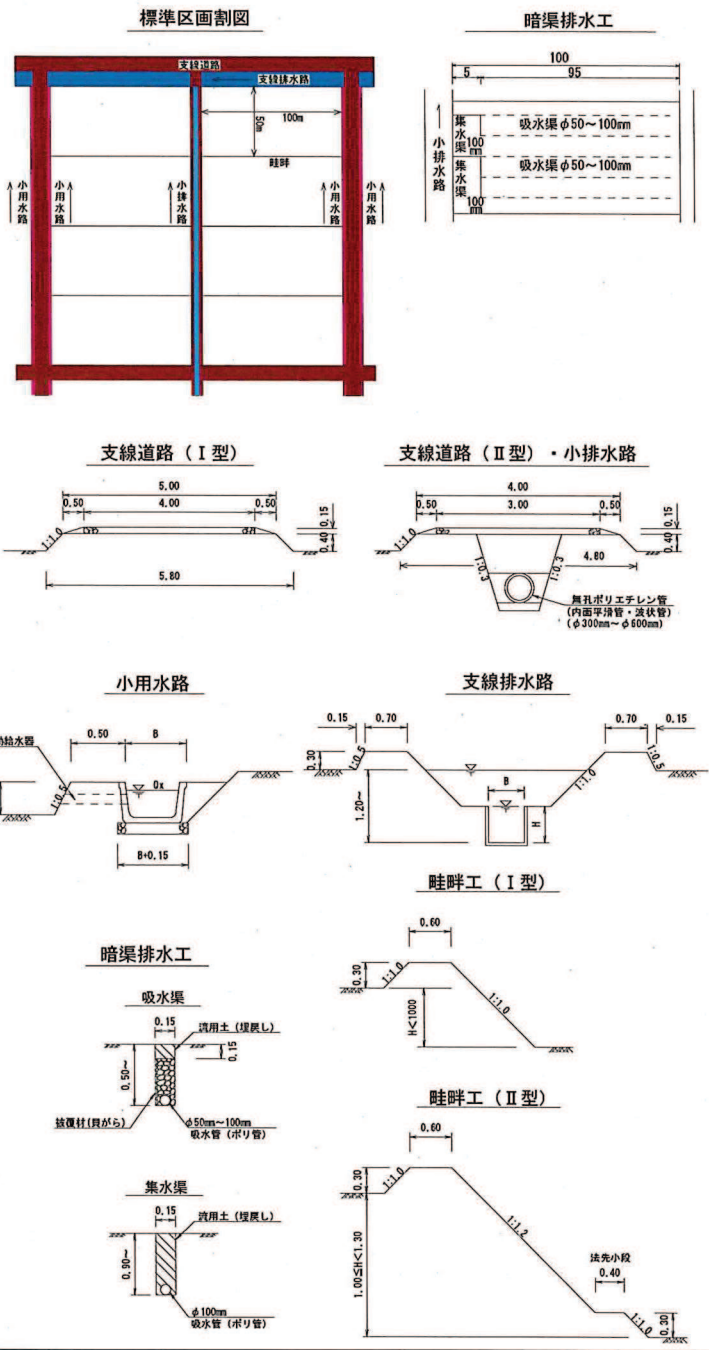 標準区画割図
支線道路
支線排水路
100m
50m
畦畔
小用水路
小用水路
小排水路
小用水路
小用水路
暗渠排水工
100
5
95
小排水路
集水渠
100mm
集水渠
100mm
吸水渠φ50～100mm
吸水渠φ50～100mm
支線道路（Ⅰ型）
5.00
0.50
4.00
0.50
1:1.0
0.15
0.40
5.80
支線道路（Ⅱ型）・小排水路
4.00
0.50
3.00
0.50
1:1.0
0.15
0.40
1:0.3
1:0.3
4.80
無孔ポリエチレン管
(内面平滑管・波状管)
(φ300mm～φ600mm)
小用水路
給水器
0.50
B
Qx
1:0.5
B+0.15
支線排水路
0.15
0.70
0.70
0.15
0.30
1:0.5
1:0.5
B
1:1.0
1.20～
H
畦畔工（Ⅰ型）
0.60
0.30
1:1.0
1:1.0
H<1000
暗渠排水工
吸水渠
0.15
流用土（埋戻し）
0.15
0.50～
被覆材(貝がら)
φ50mm～100mm
吸水管（ポリ管）
集水渠
0.15
流用土（埋戻し）
0.90～
φ100mm
吸水管（ポリ管）
畦畔工（Ⅱ型）
0.60
0.30
1:1.0
1:1.2
1.00≦H<1.30
法先小段
0.40
1:1.0
0.30